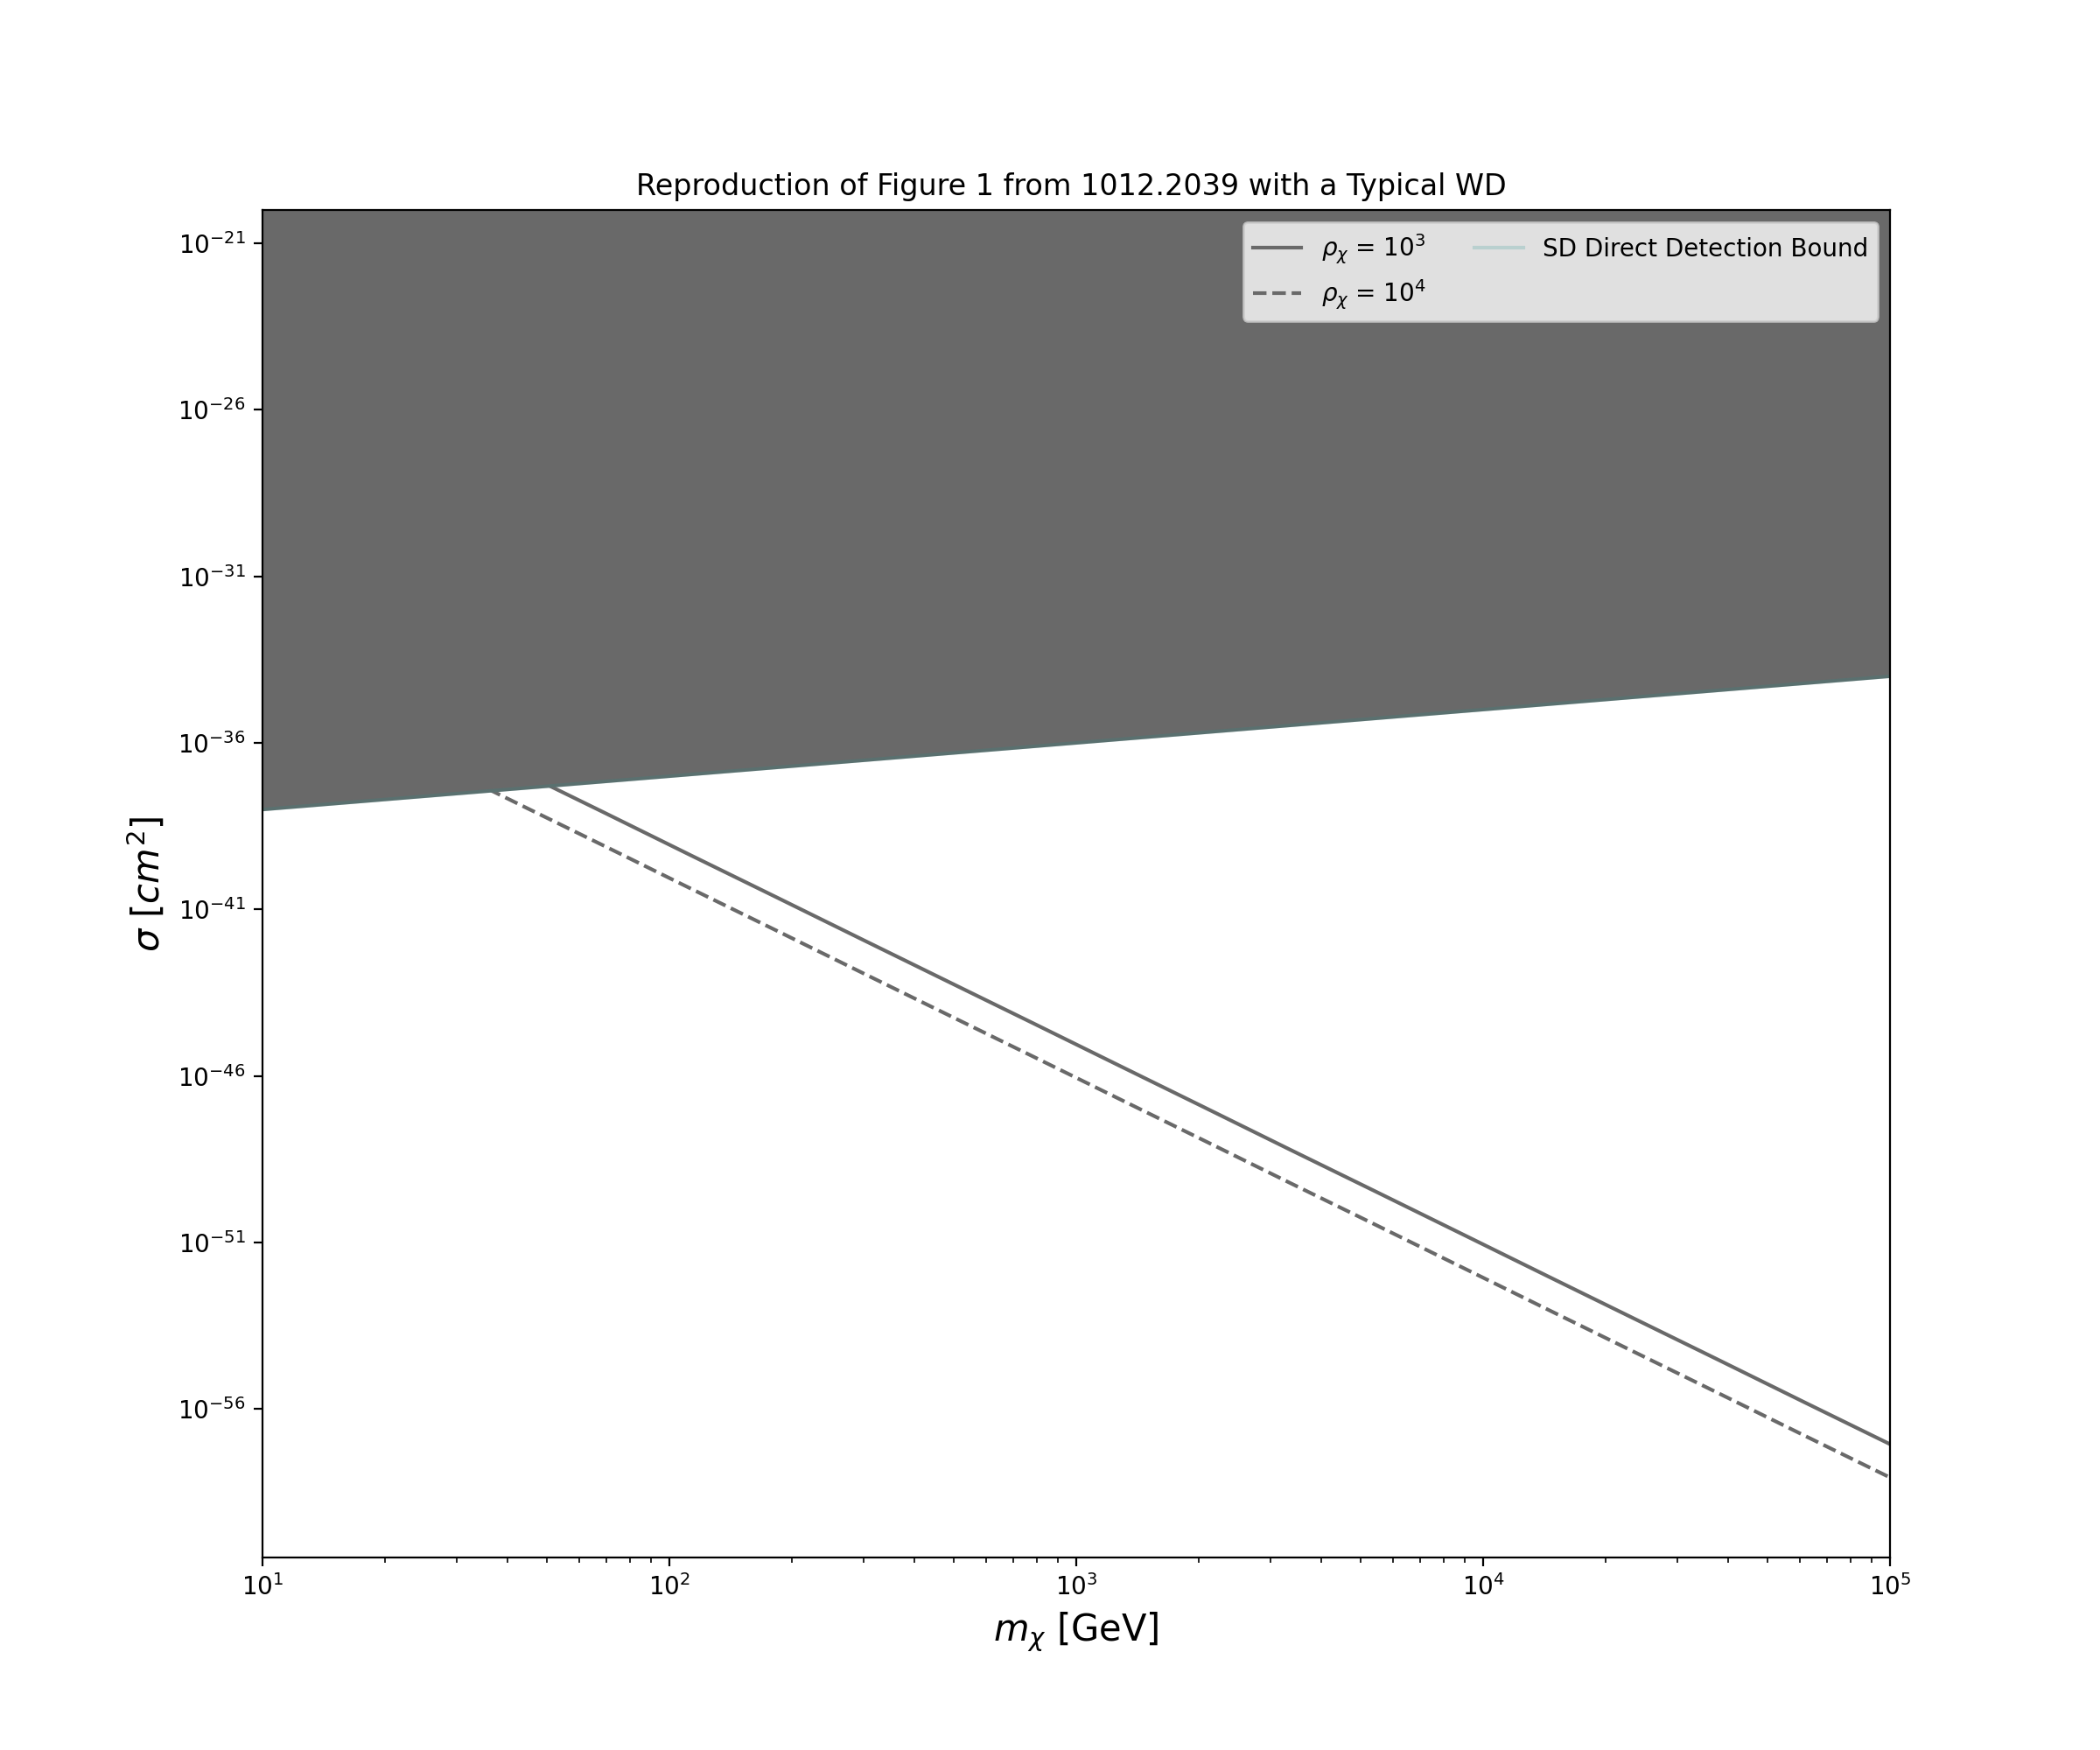 Reproduction of Figure 1 from 1012.2039 with a Typical WD
ρχ = 10³
ρχ = 10⁴
SD Direct Detection Bound
10⁻²¹
10⁻²⁶
10⁻³¹
10⁻³⁶
10⁻⁴¹
10⁻⁴⁶
10⁻⁵¹
10⁻⁵⁶
σ [cm²]
10¹ 10² 10³ 10⁴ 10⁵
mχ [GeV]